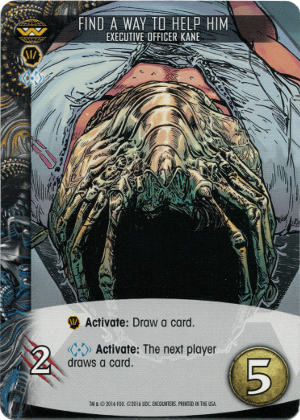 FIND A WAY TO HELP HIM
EXECUTIVE OFFICER KANE
Activate: Draw a card.
Activate: The next player
draws a card.
2
5
TM & © 2016 FOX. ©2016 UDC. ENCOUNTERS. PRINTED IN THE USA.